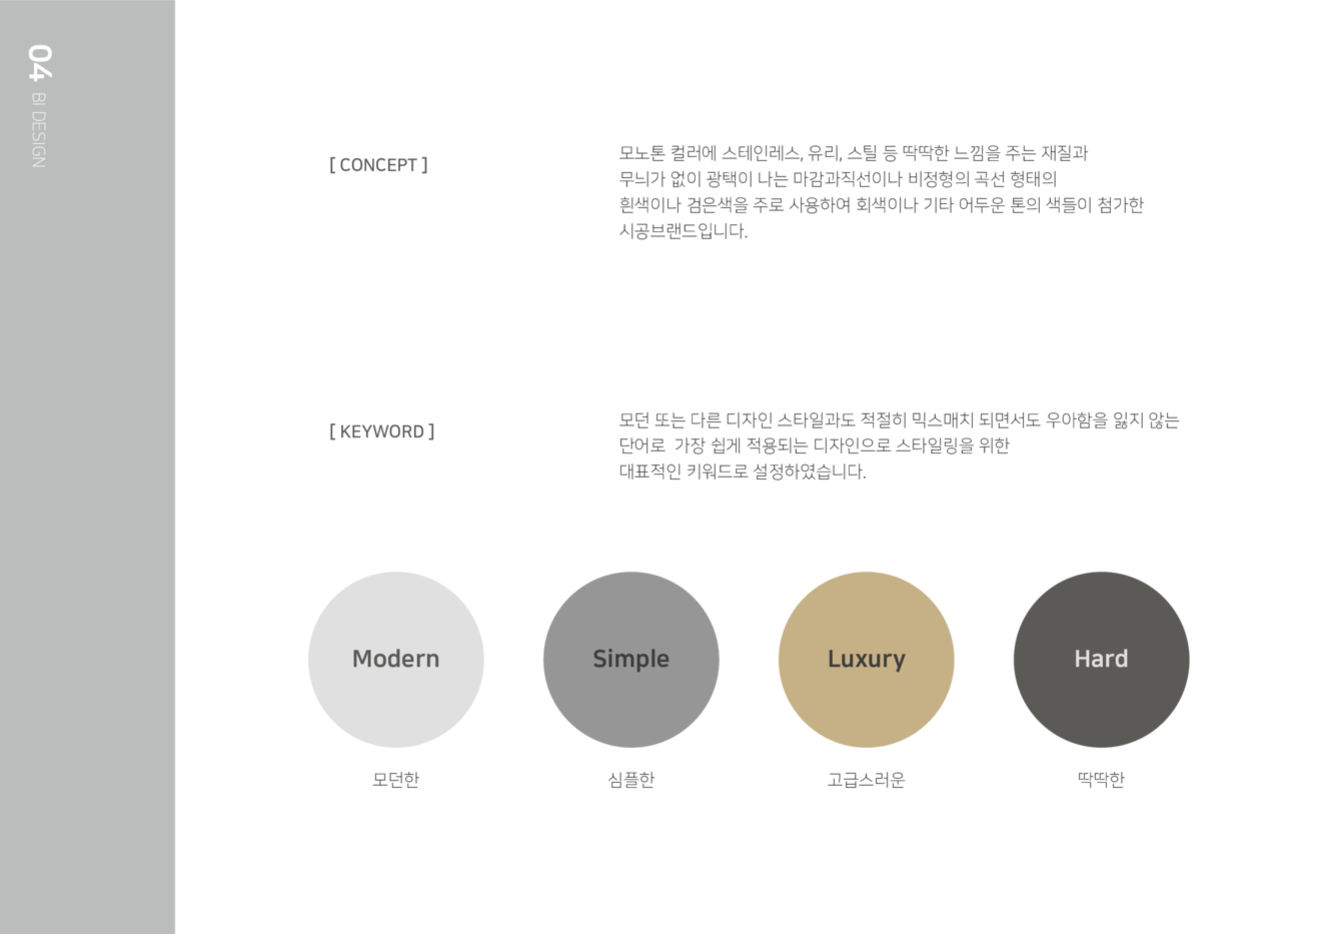 04 BI DESIGN
[ CONCEPT ]
모노톤 컬러에 스테인레스, 유리, 스틸 등 딱딱한 느낌을 주는 재질과
무늬가 없이 광택이 나는 마감과직선이나 비정형의 곡선 형태의
흰색이나 검은색을 주로 사용하여 회색이나 기타 어두운 톤의 색들이 첨가한
시공브랜드입니다.
[ KEYWORD ]
모던 또는 다른 디자인 스타일과도 적절히 믹스매치 되면서도 우아함을 잃지 않는
단어로 가장 쉽게 적용되는 디자인으로 스타일링을 위한
대표적인 키워드로 설정하였습니다.
Modern
Simple
Luxury
Hard
모던한
심플한
고급스러운
딱딱한